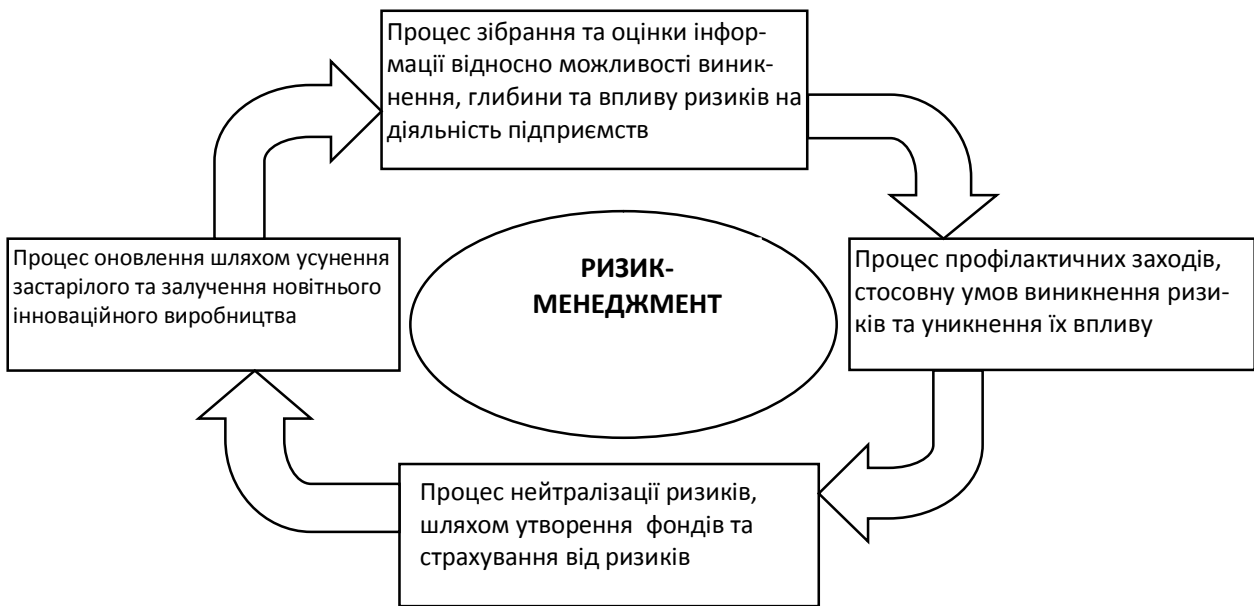 Процес зібрання та оцінки інфор-
мації відносно можливості виник-
нення, глибини та впливу ризиків на
діяльність підприємств
Процес оновлення шляхом усунення
застарілого та залучення новітнього
інноваційного виробництва
РИЗИК-
МЕНЕДЖМЕНТ
Процес профілактичних заходів,
стосовну умов виникнення ризи-
ків та уникнення їх впливу
Процес нейтралізації ризиків,
шляхом утворення фондів та
страхування від ризиків